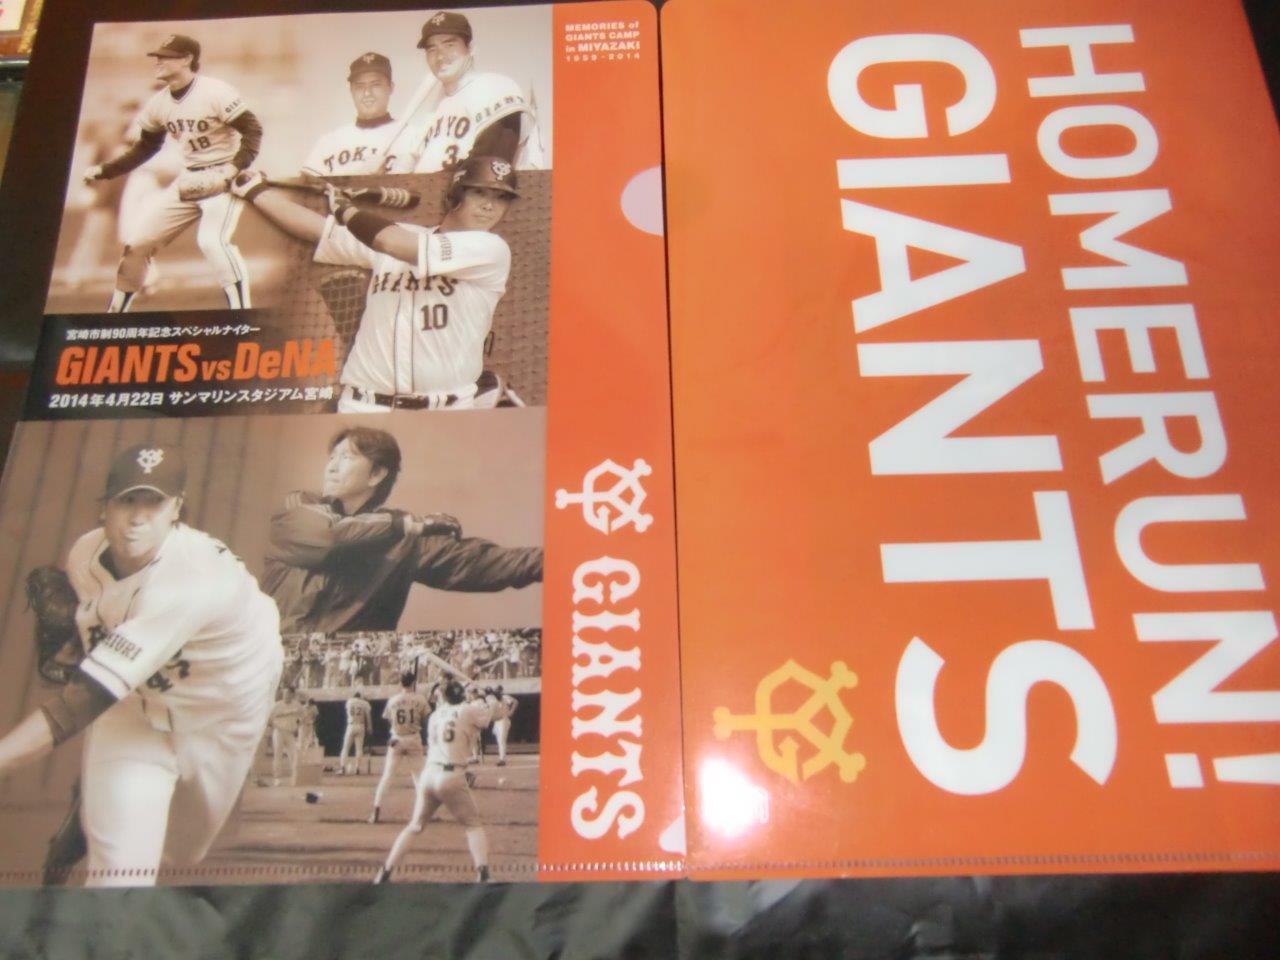 MEMORIES of
GIANTS CAMP
in MIYAZAKI
1959-2014
TOKYO
18
TOKYO
3
GIANTS
10
宮崎市制90周年記念スペシャルナイター
GIANTS vs DeNA
2014年4月22日 サンマリンスタジアム宮崎
GIANTS
61
16
HOMERUN!
GIANTS